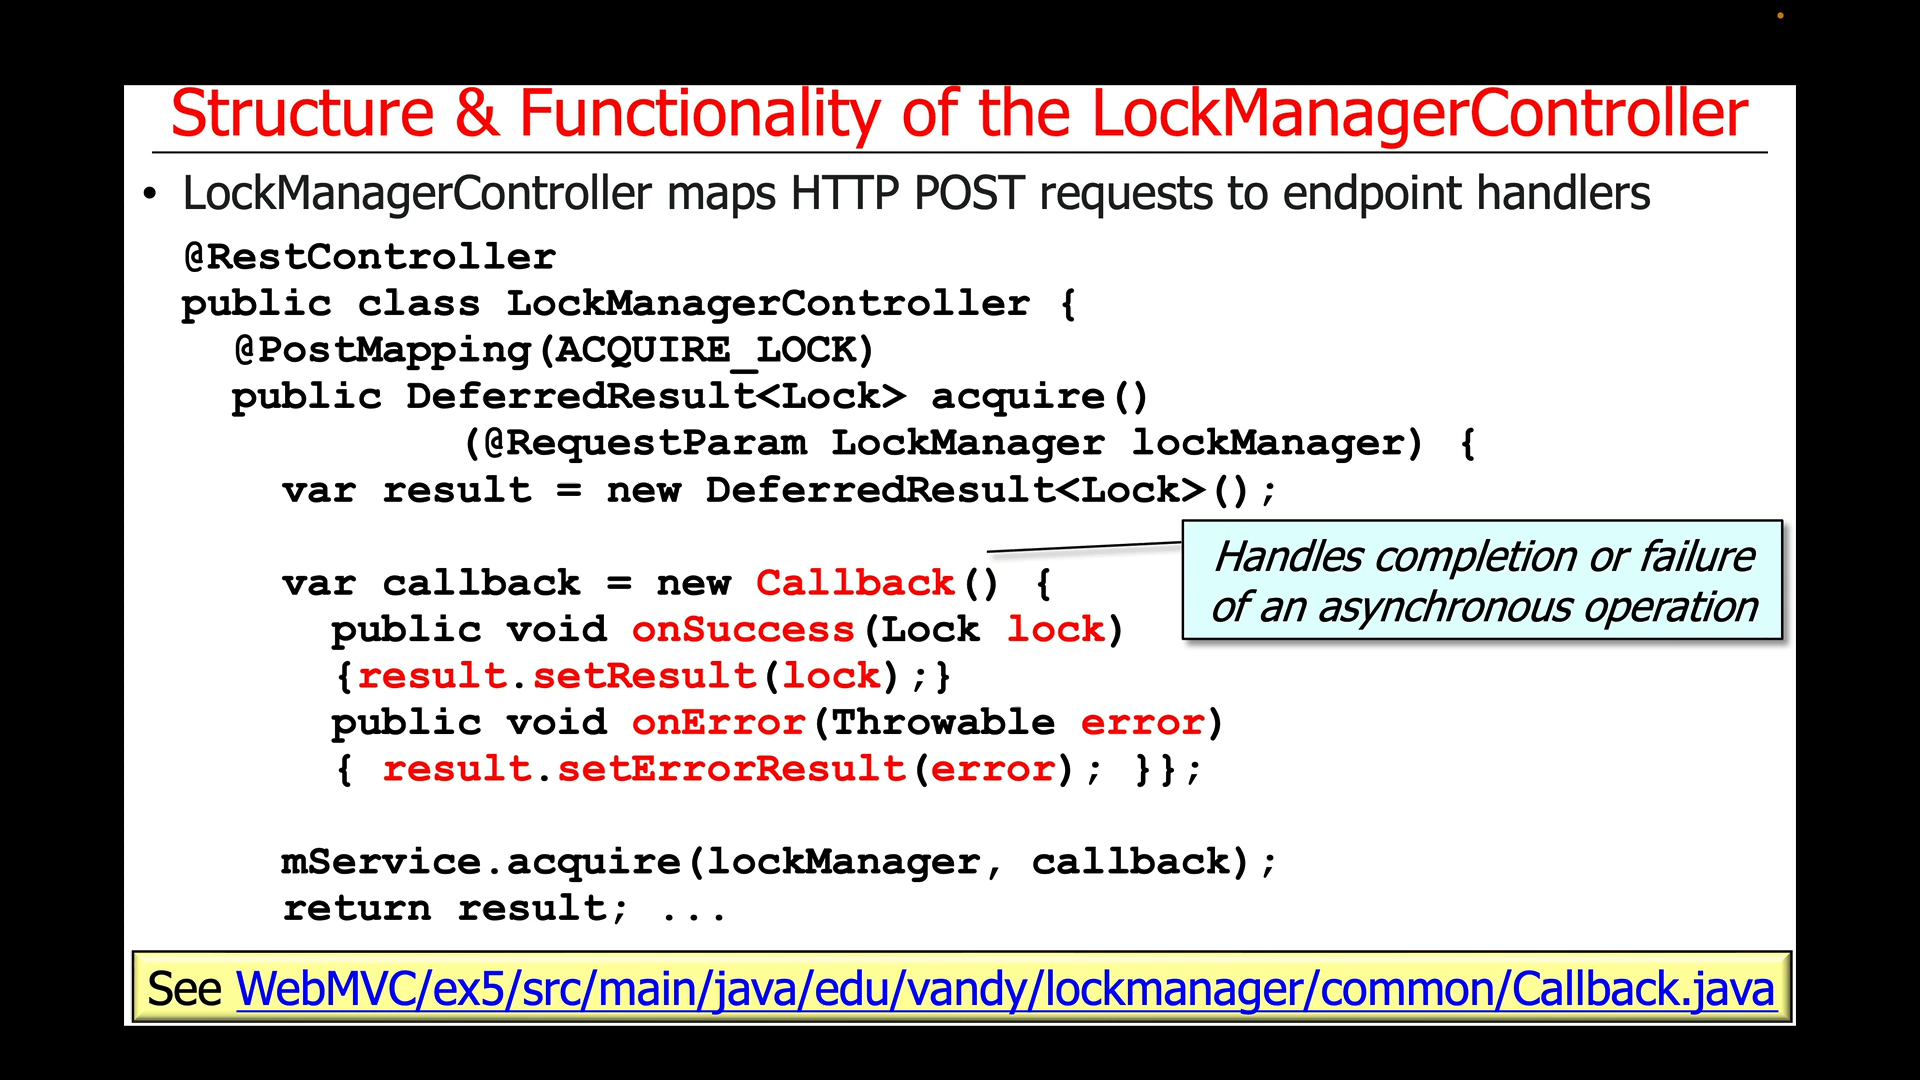 Structure & Functionality of the LockManagerController
• LockManagerController maps HTTP POST requests to endpoint handlers
@RestController
public class LockManagerController {
@PostMapping(ACQUIRE_LOCK)
public DeferredResult<Lock> acquire()
(@RequestParam LockManager lockManager) {
var result = new DeferredResult<Lock>();
Handles completion or failure
of an asynchronous operation
var callback = new Callback() {
public void onSuccess(Lock lock)
{result.setResult(lock);}
public void onError(Throwable error)
{ result.setErrorResult(error); }};
mService.acquire(lockManager, callback);
return result; ...
See WebMVC/ex5/src/main/java/edu/vandy/lockmanager/common/Callback.java